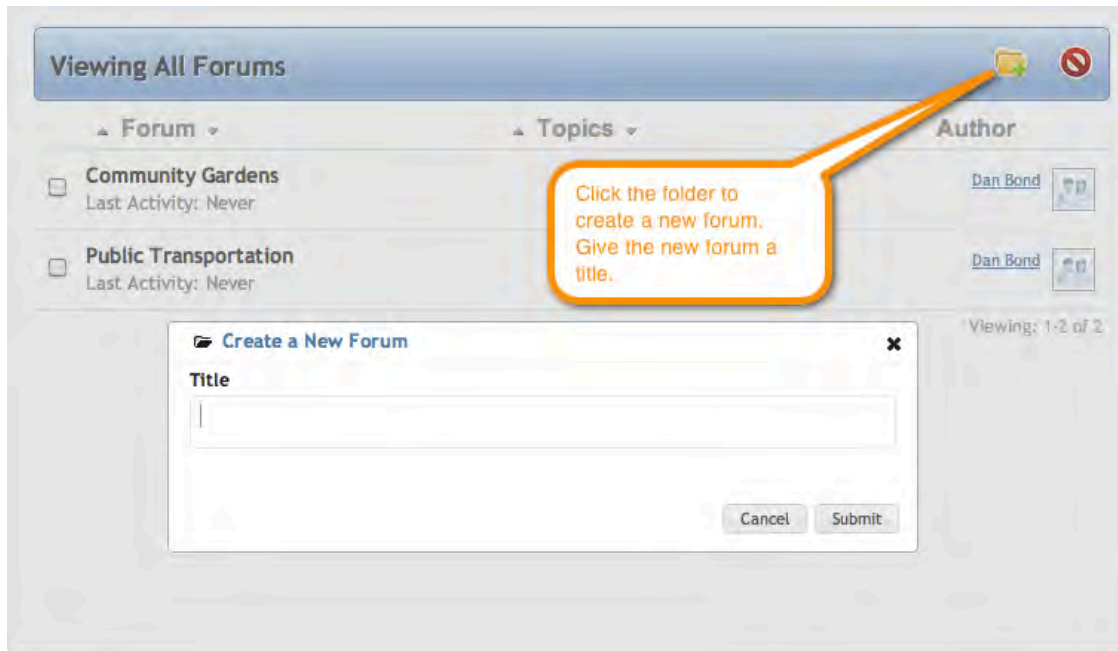 Viewing All Forums
Forum
Topics
Author
Community Gardens
Last Activity: Never
Dan Bond
Click the folder to
create a new forum.
Give the new forum a
title.
Public Transportation
Last Activity: Never
Dan Bond
Viewing: 1-2 of 2
Create a New Forum
Title
Cancel
Submit